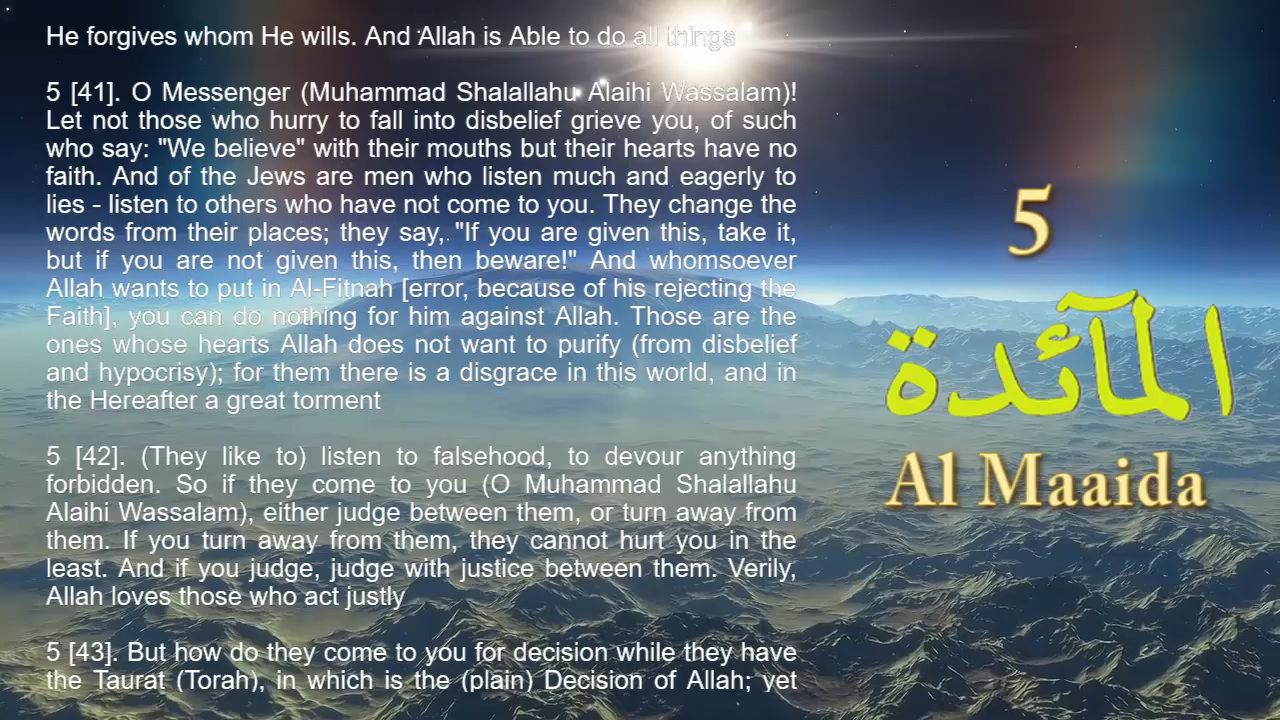 He forgives whom He wills. And Allah is Able to do all things
5 [41]. O Messenger (Muhammad Shalallahu Alaihi Wassalam)!
Let not those who hurry to fall into disbelief grieve you, of such
who say: "We believe" with their mouths but their hearts have no
faith. And of the Jews are men who listen much and eagerly to
lies - listen to others who have not come to you. They change the
words from their places; they say, "If you are given this, take it,
but if you are not given this, then beware!" And whomsoever
Allah wants to put in Al-Fitnah [error, because of his rejecting the
Faith], you can do nothing for him against Allah. Those are the
ones whose hearts Allah does not want to purify (from disbelief
and hypocrisy); for them there is a disgrace in this world, and in
the Hereafter a great torment
5 [42]. (They like to) listen to falsehood, to devour anything
forbidden. So if they come to you (O Muhammad Shalallahu
Alaihi Wassalam), either judge between them, or turn away from
them. If you turn away from them, they cannot hurt you in the
least. And if you judge, judge with justice between them. Verily,
Allah loves those who act justly
5 [43]. But how do they come to you for decision while they have
the Taurat (Torah), in which is the (plain) Decision of Allah; yet
5
المآئدة
Al Maaida